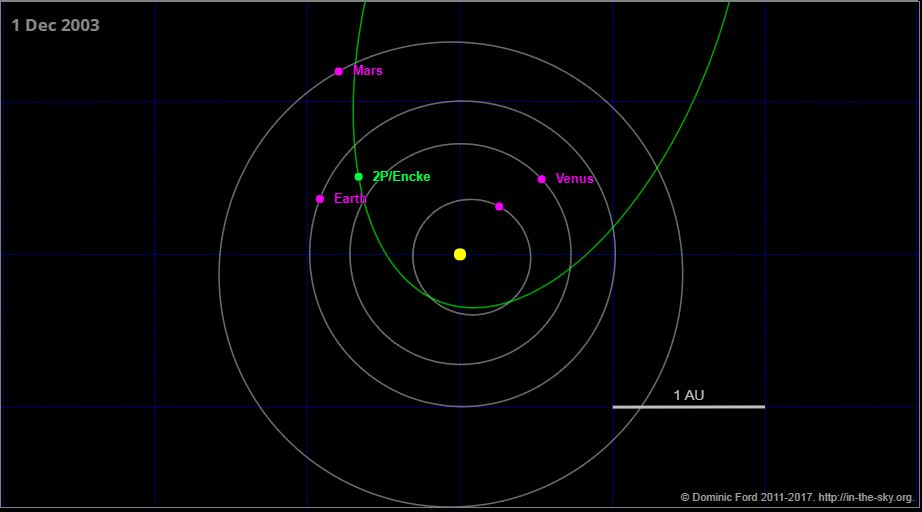 1 Dec 2003
Mars
2P/Encke
Venus
Earth
1 AU
© Dominic Ford 2011-2017. http://in-the-sky.org.